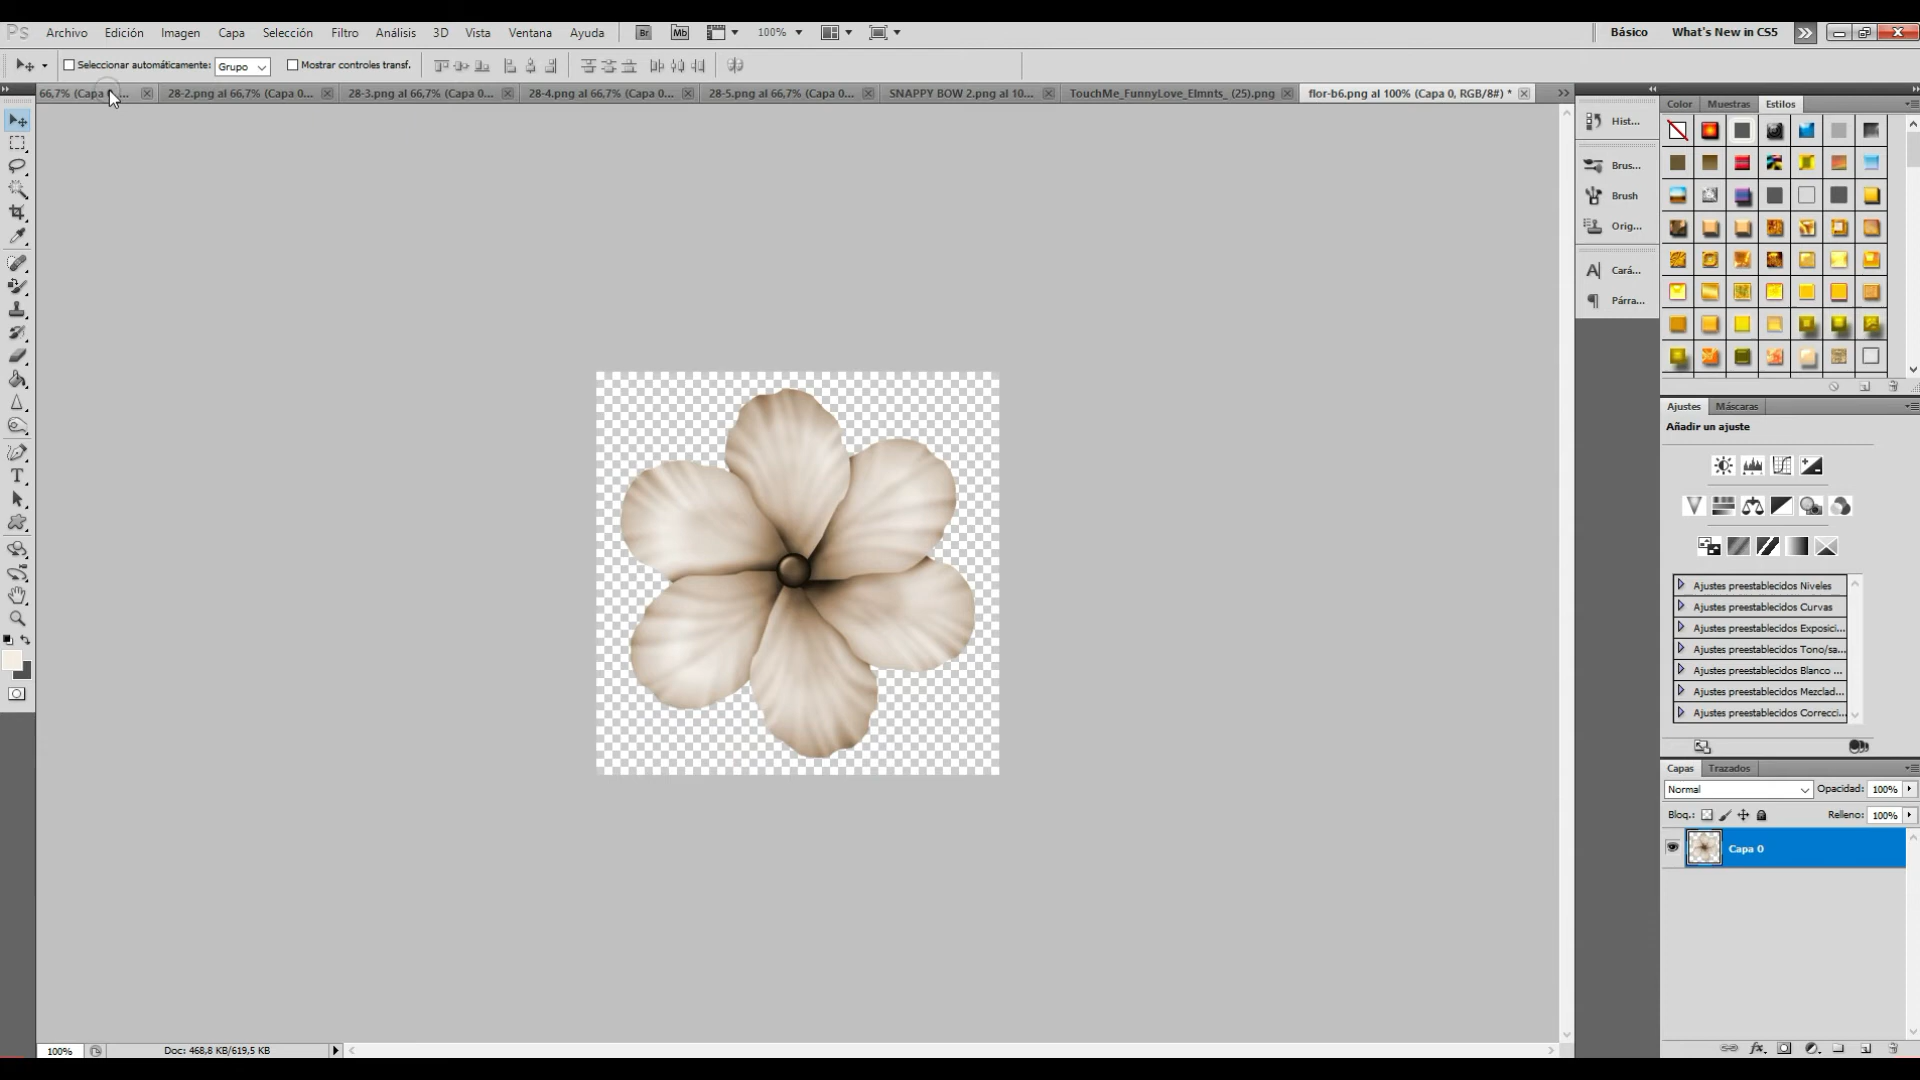 Ps Archivo Edición Imagen Capa Selección Filtro Análisis 3D Vista Ventana Ayuda Br Mb 100% Básico What's New in CS5
Seleccionar automáticamente: Grupo Mostrar controles transf.
66,7% (Capa 0... 28-2.png al 66,7% (Capa 0... 28-3.png al 66,7% (Capa 0... 28-4.png al 66,7% (Capa 0... 28-5.png al 66,7% (Capa 0... SNAPPY BOW 2.png al 10... TouchMe_FunnyLove_Elmnts_ (25).png flor-b6.png al 100% (Capa 0, RGB/8#) *
Hist...
Brus...
Brush
Orig...
Cará...
Párra...
Color Muestras Estilos
Ajustes Máscaras
Añadir un ajuste
Ajustes preestablecidos Niveles
Ajustes preestablecidos Curvas
Ajustes preestablecidos Exposici...
Ajustes preestablecidos Tono/sa...
Ajustes preestablecidos Blanco ...
Ajustes preestablecidos Mezclad...
Ajustes preestablecidos Correcci...
Capas Trazados
Normal Opacidad: 100%
Bloq.: Relleno: 100%
Capa 0
100% Doc: 468,8 KB/619,5 KB